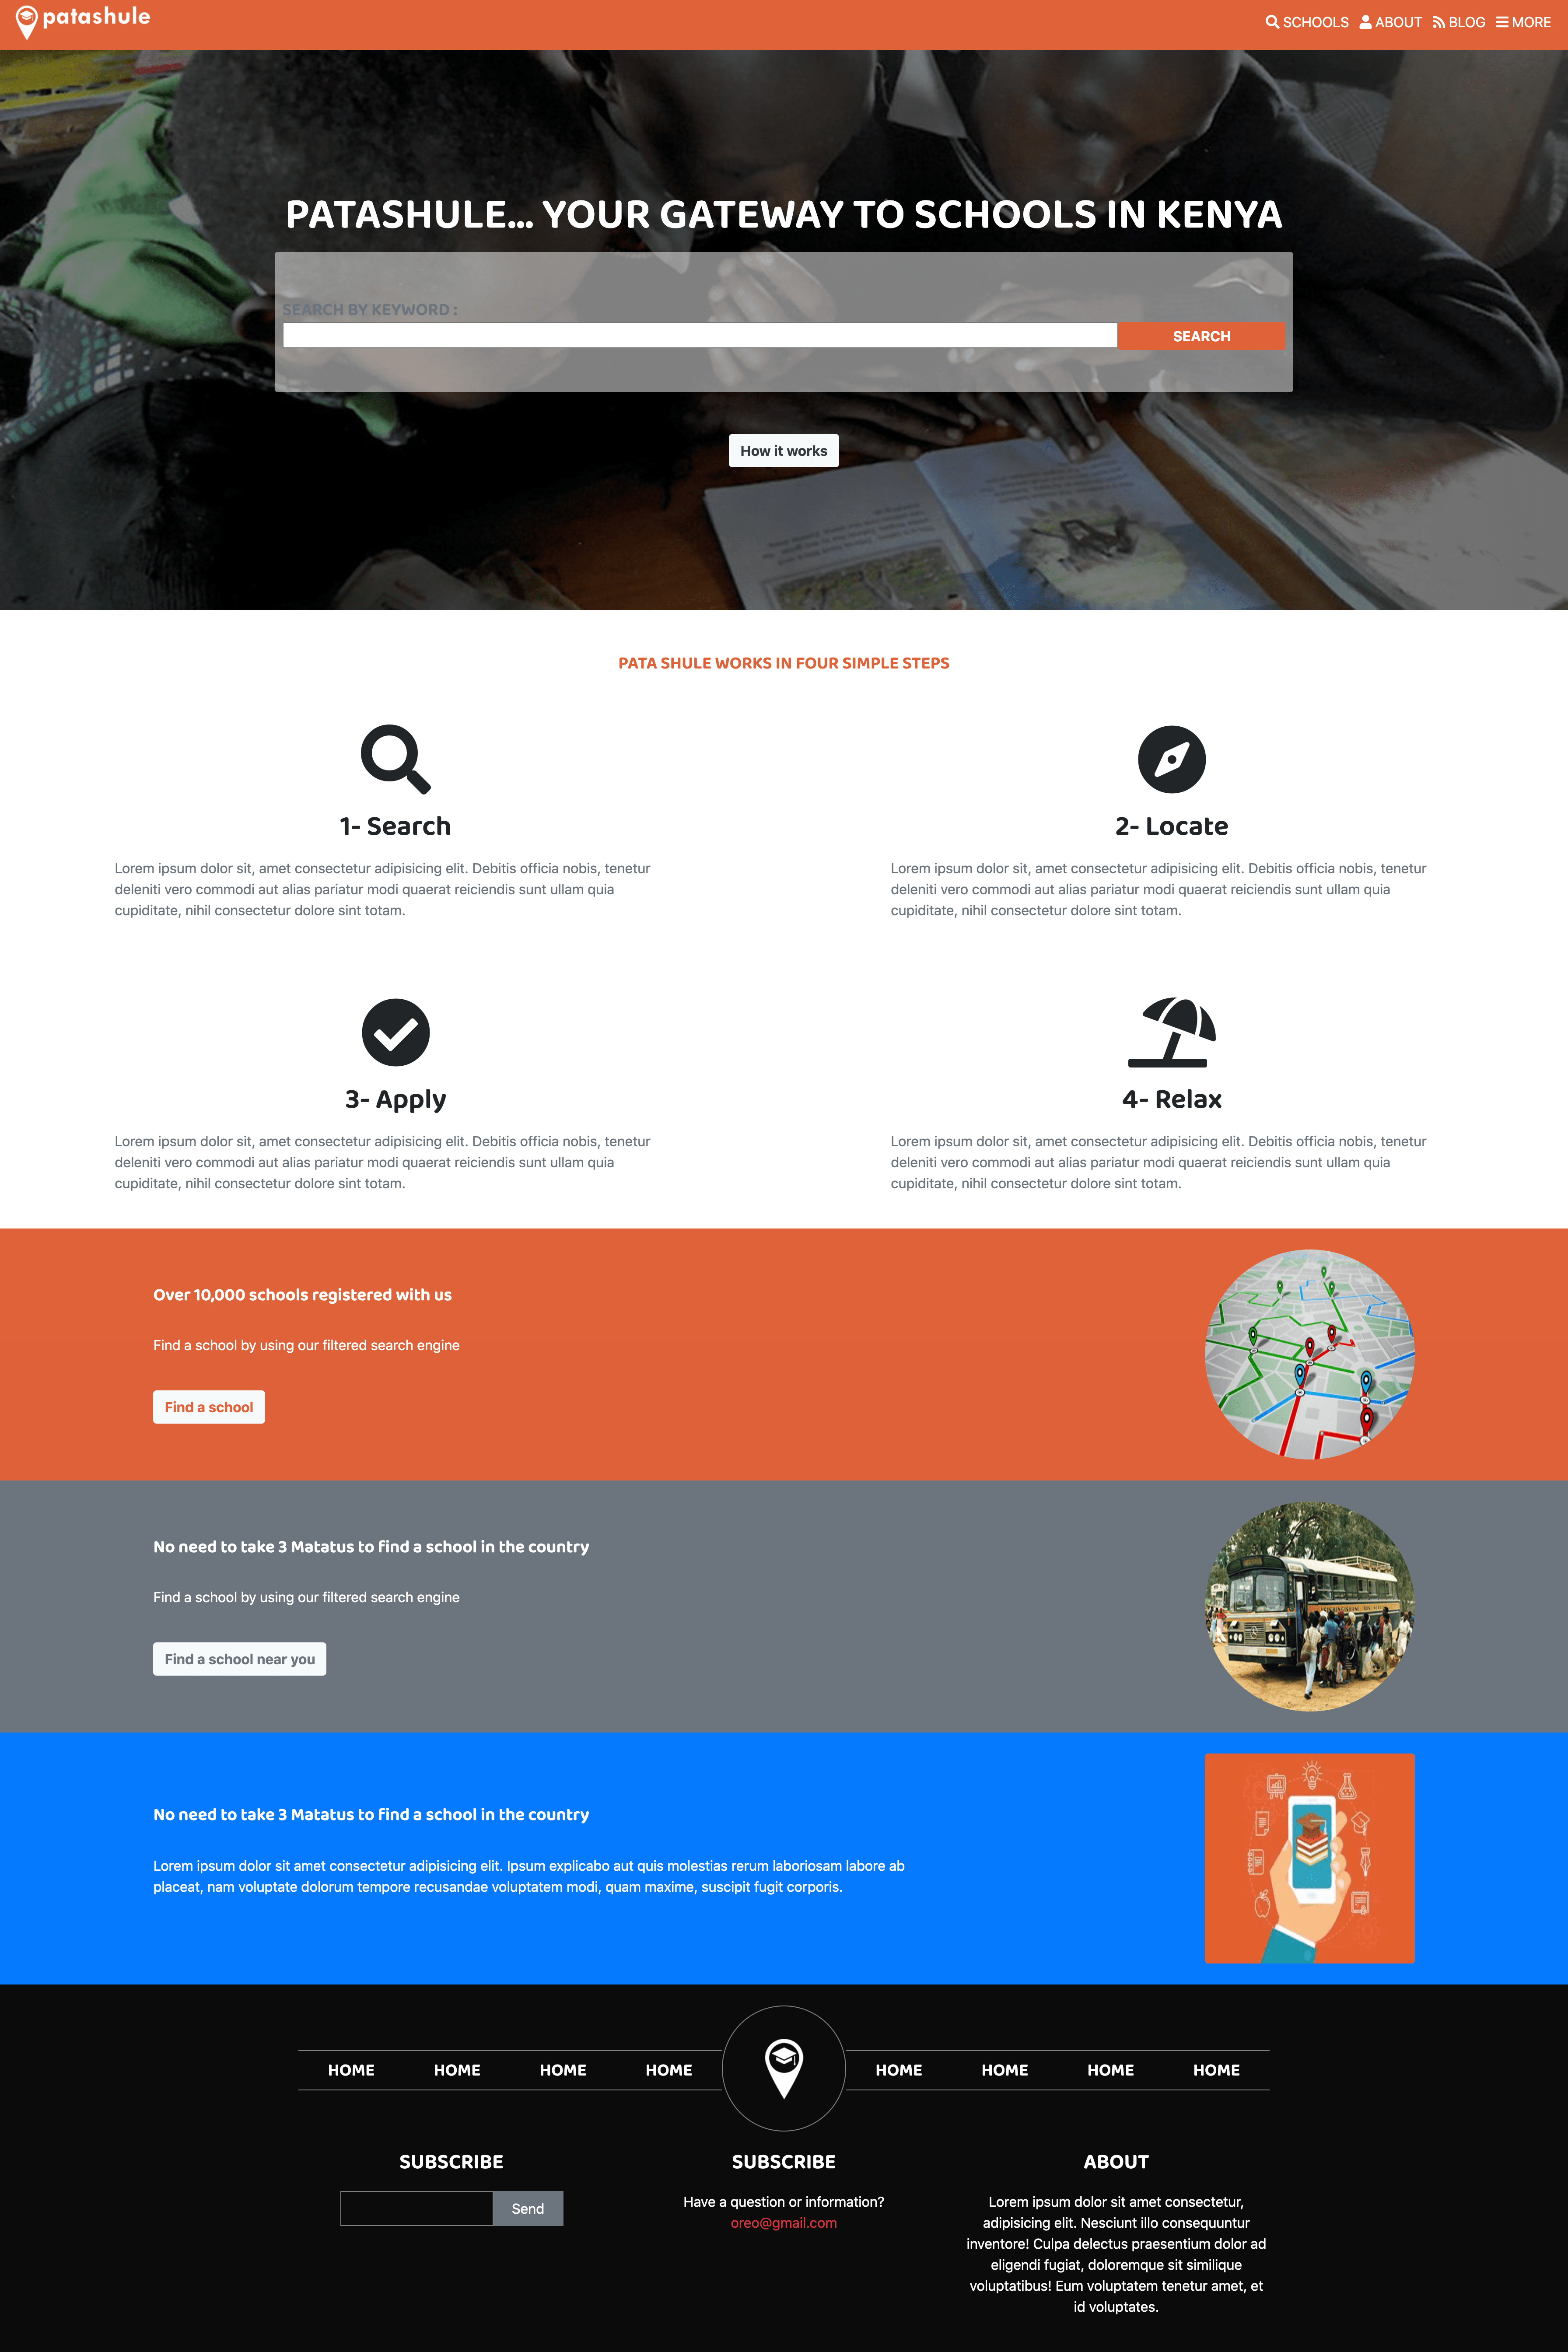 patashule
SCHOOLS ABOUT BLOG MORE
PATASHULE... YOUR GATEWAY TO SCHOOLS IN KENYA
SEARCH BY KEYWORD :
SEARCH
How it works
PATA SHULE WORKS IN FOUR SIMPLE STEPS
1- Search
Lorem ipsum dolor sit, amet consectetur adipisicing elit. Debitis officia nobis, tenetur
deleniti vero commodi aut alias pariatur modi quaerat reiciendis sunt ullam quia
cupiditate, nihil consectetur dolore sint totam.
2- Locate
Lorem ipsum dolor sit, amet consectetur adipisicing elit. Debitis officia nobis, tenetur
deleniti vero commodi aut alias pariatur modi quaerat reiciendis sunt ullam quia
cupiditate, nihil consectetur dolore sint totam.
3- Apply
Lorem ipsum dolor sit, amet consectetur adipisicing elit. Debitis officia nobis, tenetur
deleniti vero commodi aut alias pariatur modi quaerat reiciendis sunt ullam quia
cupiditate, nihil consectetur dolore sint totam.
4- Relax
Lorem ipsum dolor sit, amet consectetur adipisicing elit. Debitis officia nobis, tenetur
deleniti vero commodi aut alias pariatur modi quaerat reiciendis sunt ullam quia
cupiditate, nihil consectetur dolore sint totam.
Over 10,000 schools registered with us
Find a school by using our filtered search engine
Find a school
No need to take 3 Matatus to find a school in the country
Find a school by using our filtered search engine
Find a school near you
No need to take 3 Matatus to find a school in the country
Lorem ipsum dolor sit amet consectetur adipisicing elit. Ipsum explicabo aut quis molestias rerum laboriosam labore ab
placeat, nam voluptate dolorum tempore recusandae voluptatem modi, quam maxime, suscipit fugit corporis.
HOME HOME HOME HOME HOME HOME HOME HOME
SUBSCRIBE
Send
SUBSCRIBE
Have a question or information?
oreo@gmail.com
ABOUT
Lorem ipsum dolor sit amet consectetur,
adipisicing elit. Nesciunt illo consequuntur
inventore! Culpa delectus praesentium dolor ad
eligendi fugiat, doloremque sit similique
voluptatibus! Eum voluptatem tenetur amet, et
id voluptates.